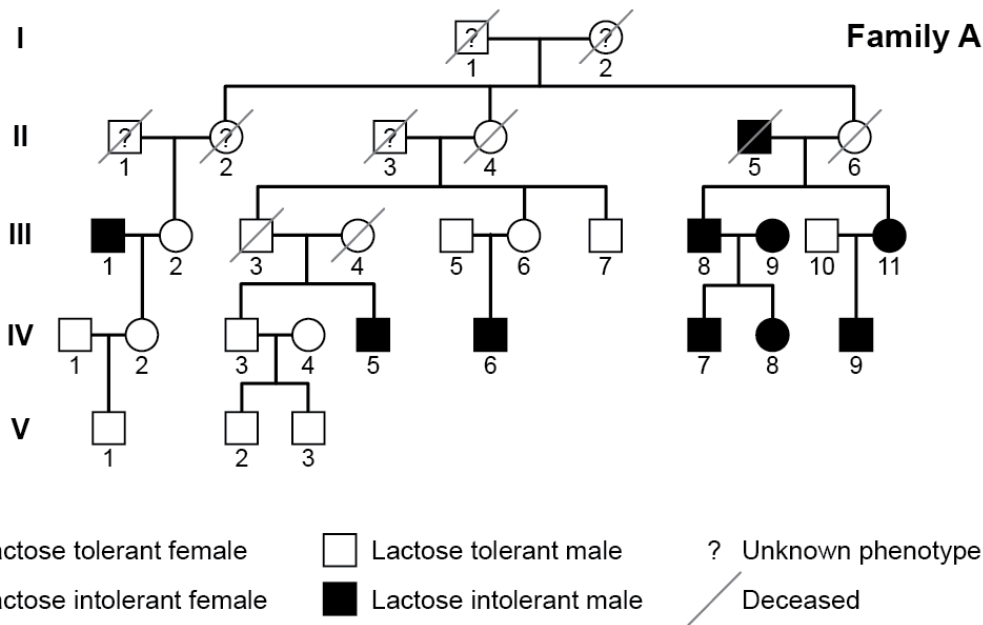 I ? ? Family A
1 2
II ? ? ?
1 2 3 4 5 6
III
1 2 3 4 5 6 7 8 9 10 11
IV
1 2 3 4 5 6 7 8 9
V
1 2 3
actose tolerant female Lactose tolerant male ? Unknown phenotype
actose intolerant female Lactose intolerant male Deceased